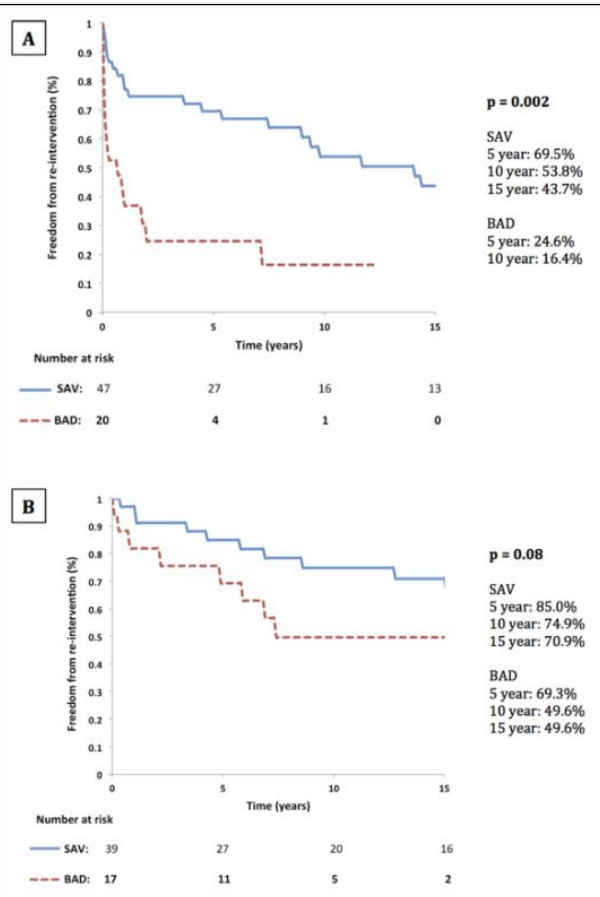 A
Freedom from re-intervention (%)
1
0.9
0.8
0.7
0.6
0.5
0.4
0.3
0.2
0.1
0
0 5 10 15
Time (years)
p = 0.002
SAV
5 year: 69.5%
10 year: 53.8%
15 year: 43.7%
BAD
5 year: 24.6%
10 year: 16.4%
Number at risk
SAV: 47 27 16 13
BAD: 20 4 1 0
B
Freedom from re-intervention (%)
1
0.9
0.8
0.7
0.6
0.5
0.4
0.3
0.2
0.1
0
0 5 10 15
Time (years)
p = 0.08
SAV
5 year: 85.0%
10 year: 74.9%
15 year: 70.9%
BAD
5 year: 69.3%
10 year: 49.6%
15 year: 49.6%
Number at risk
SAV: 39 27 20 16
BAD: 17 11 5 2